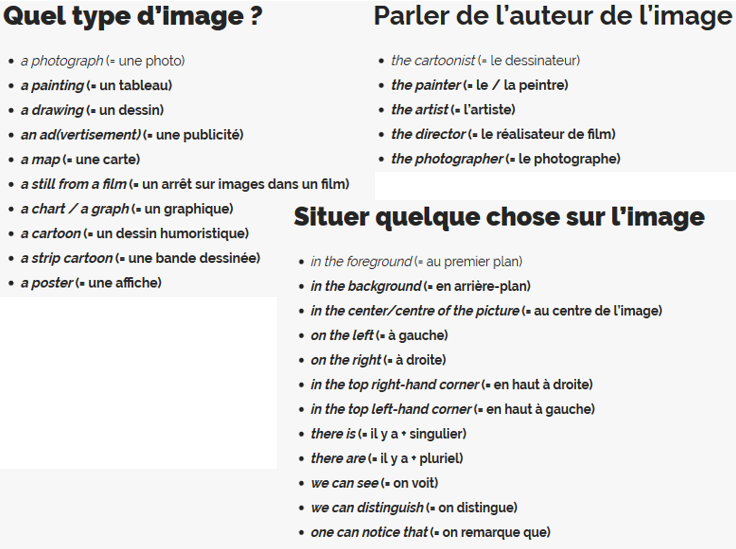 Quel type d'image ?
• a photograph (= une photo)
• a painting (= un tableau)
• a drawing (= un dessin)
• an ad(vertisement) (= une publicité)
• a map (= une carte)
• a still from a film (= un arrêt sur images dans un film)
• a chart / a graph (= un graphique)
• a cartoon (= un dessin humoristique)
• a strip cartoon (= une bande dessinée)
• a poster (= une affiche)
Parler de l'auteur de l'image
• the cartoonist (= le dessinateur)
• the painter (= le / la peintre)
• the artist (= l'artiste)
• the director (= le réalisateur de film)
• the photographer (= le photographe)
Situer quelque chose sur l'image
• in the foreground (= au premier plan)
• in the background (= en arrière-plan)
• in the center/centre of the picture (= au centre de l'image)
• on the left (= à gauche)
• on the right (= à droite)
• in the top right-hand corner (= en haut à droite)
• in the top left-hand corner (= en haut à gauche)
• there is (= il y a + singulier)
• there are (= il y a + pluriel)
• we can see (= on voit)
• we can distinguish (= on distingue)
• one can notice that (= on remarque que)